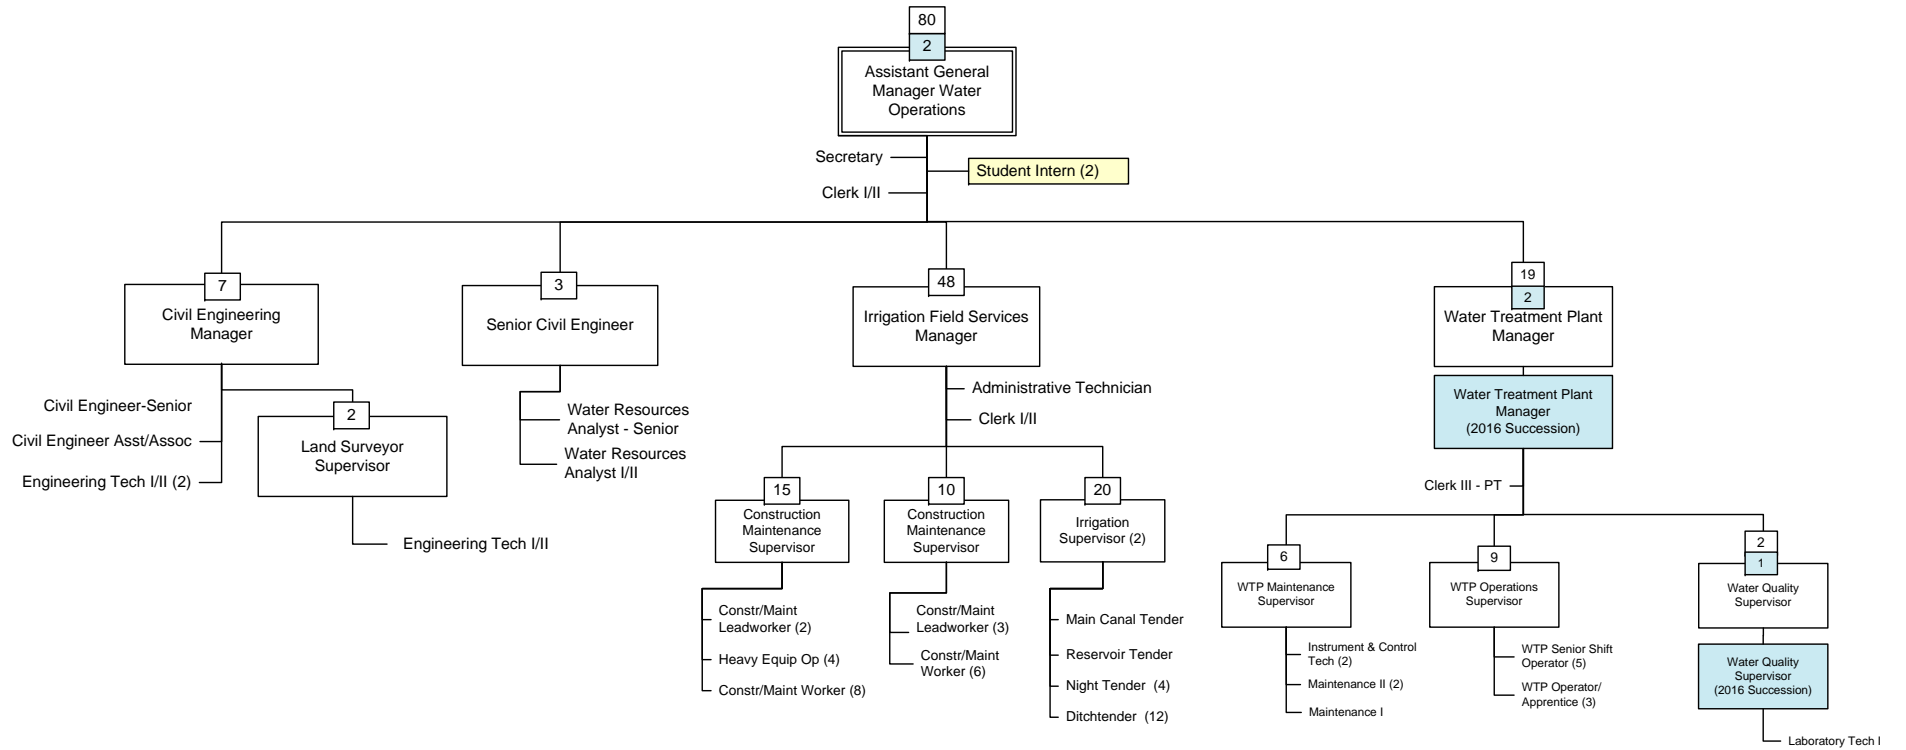 80
2
Assistant General
Manager Water
Operations
Secretary
Student Intern (2)
Clerk I/II
7
Civil Engineering
Manager
Civil Engineer-Senior
Civil Engineer Asst/Assoc
Engineering Tech I/II (2)
2
Land Surveyor
Supervisor
Engineering Tech I/II
3
Senior Civil Engineer
Water Resources
Analyst - Senior
Water Resources
Analyst I/II
48
Irrigation Field Services
Manager
Administrative Technician
Clerk I/II
15
Construction
Maintenance
Supervisor
Constr/Maint
Leadworker (2)
Heavy Equip Op (4)
Constr/Maint Worker (8)
10
Construction
Maintenance
Supervisor
Constr/Maint
Leadworker (3)
Constr/Maint
Worker (6)
20
Irrigation
Supervisor (2)
Main Canal Tender
Reservoir Tender
Night Tender (4)
Ditchtender (12)
19
2
Water Treatment Plant
Manager
Water Treatment Plant
Manager
(2016 Succession)
Clerk III - PT
6
WTP Maintenance
Supervisor
Instrument & Control
Tech (2)
Maintenance II (2)
Maintenance I
9
WTP Operations
Supervisor
WTP Senior Shift
Operator (5)
WTP Operator/
Apprentice (3)
2
1
Water Quality
Supervisor
Water Quality
Supervisor
(2016 Succession)
Laboratory Tech I